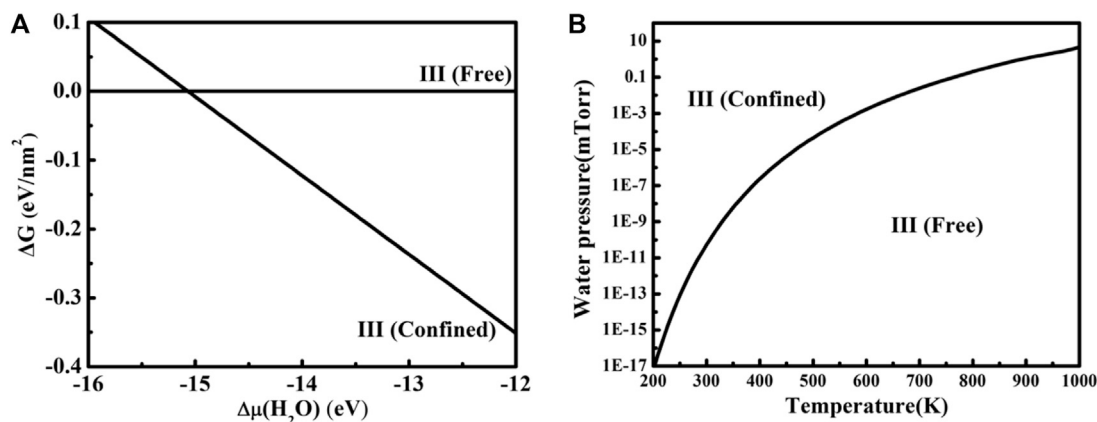 A
0.1
0.0
-0.1
-0.2
-0.3
-0.4
ΔG (eV/nm²)
III (Free)
III (Confined)
-16
-15
-14
-13
-12
Δμ(H₂O) (eV)
B
10
0.1
1E-3
1E-5
1E-7
1E-9
1E-11
1E-13
1E-15
1E-17
Water pressure(mTorr)
III (Confined)
III (Free)
200
300
400
500
600
700
800
900
1000
Temperature(K)